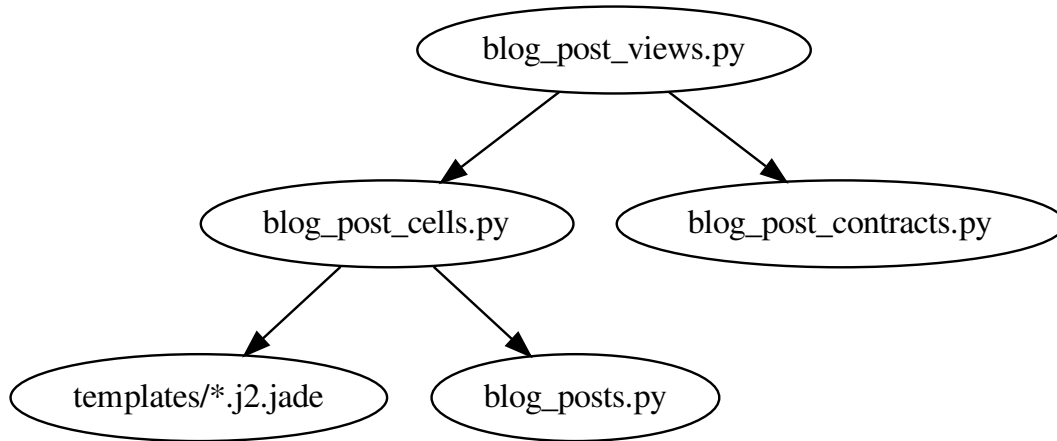 blog_post_views.py
blog_post_cells.py
blog_post_contracts.py
templates/*.j2.jade
blog_posts.py